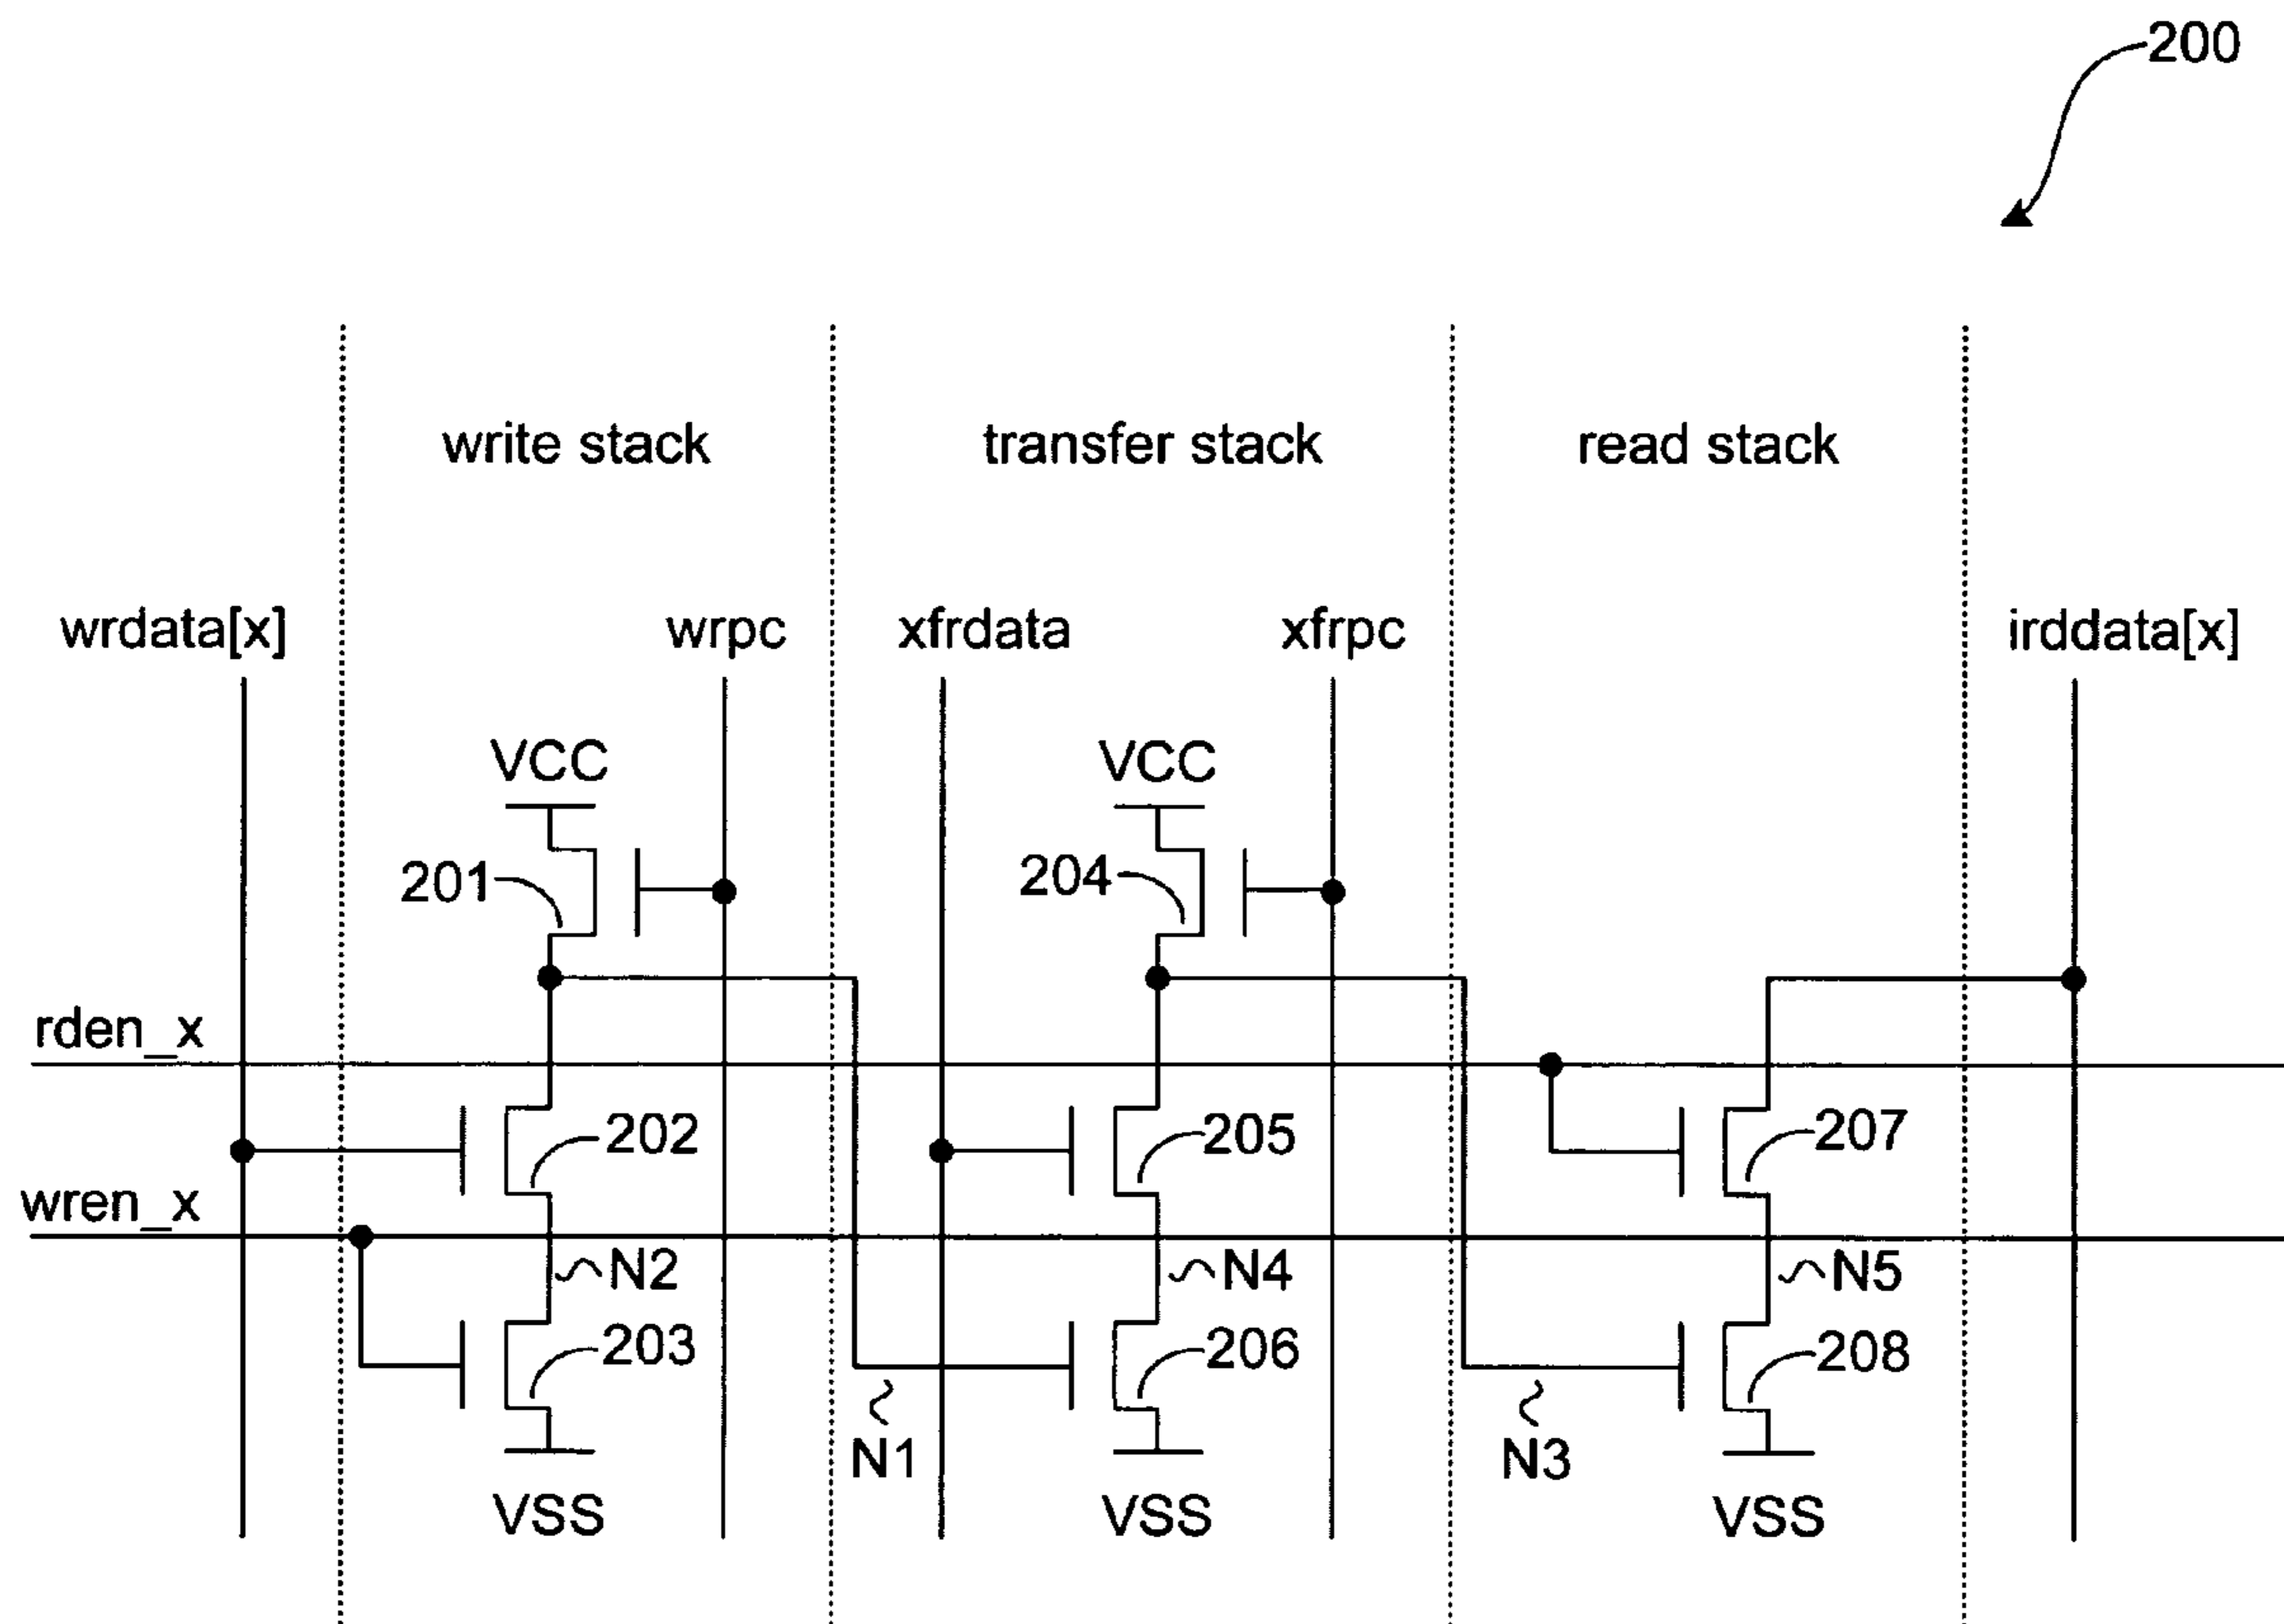 200
write stack
transfer stack
read stack
wrdata[x]
wrpc
xfrdata
xfrpc
irddata[x]
VCC
VCC
201
204
rden_x
202
205
207
wren_x
N2
N4
N5
203
206
208
N1
N3
VSS
VSS
VSS